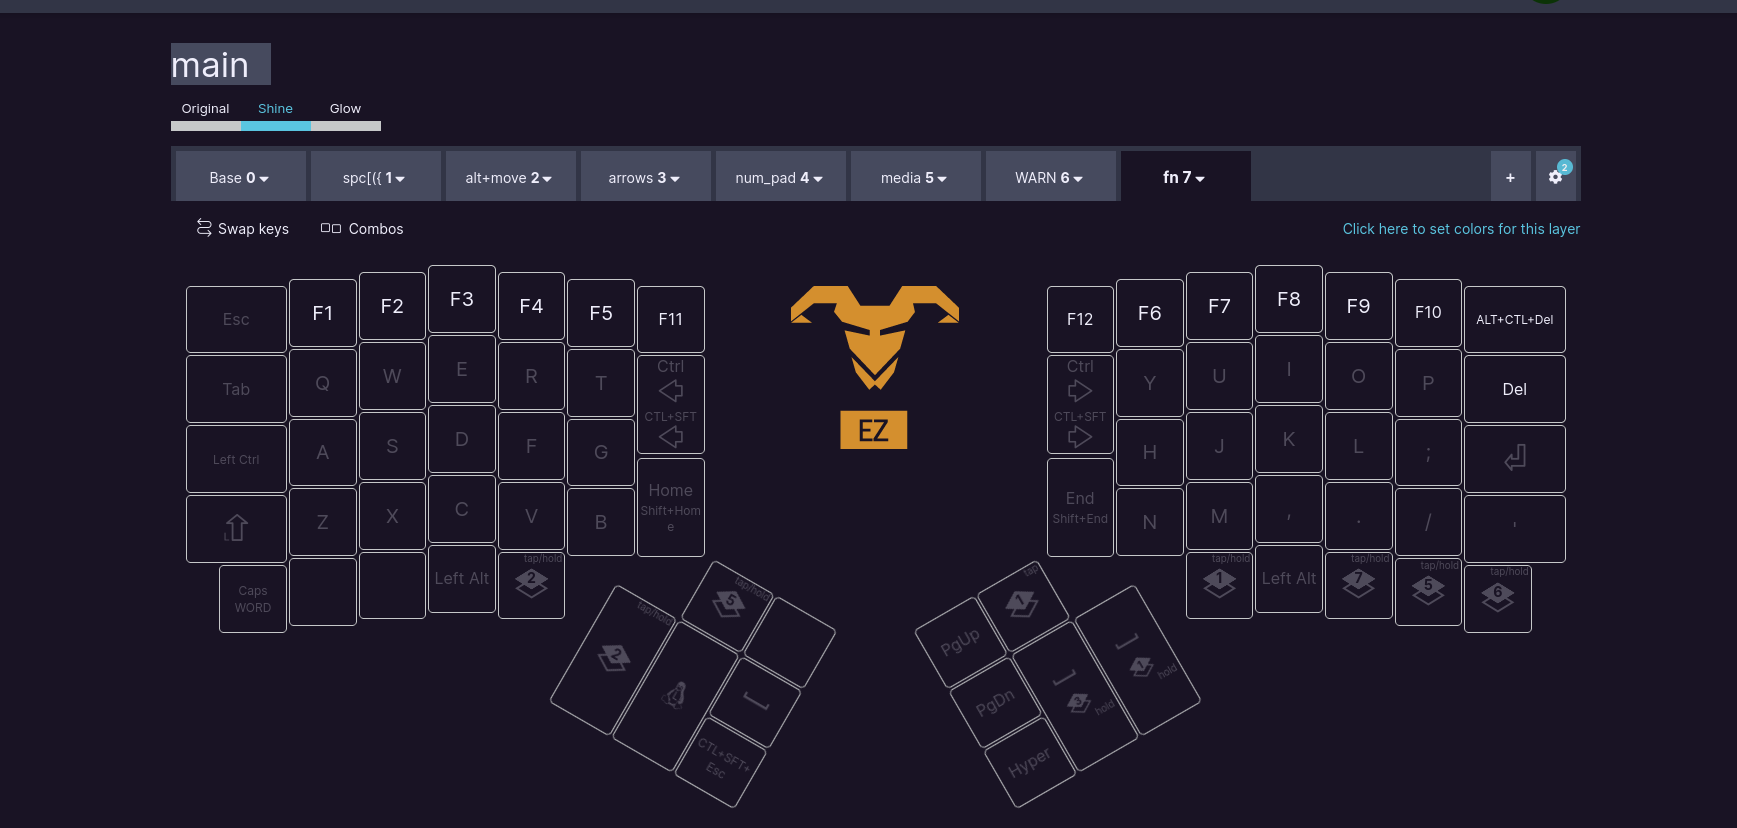 main
Original Shine Glow
Base 0 spc[({ 1 alt+move 2 arrows 3 num_pad 4 media 5 WARN 6 fn 7 + 2
Swap keys Combos Click here to set colors for this layer
Esc F1 F2 F3 F4 F5 F11 F12 F6 F7 F8 F9 F10 ALT+CTL+Del
Tab Q W E R T Ctrl Ctrl Y U I O P Del
CTL+SFT CTL+SFT
Left Ctrl A S D F G H J K L ;
Home End
Shift+Hom Shift+End
e
L Z X C V B N M , . / '
Caps
WORD
Left Alt tap/hold 2 tap/hold 1 Left Alt tap/hold 7 tap/hold 5 tap/hold 6
tap/hold 5 tap 1
tap/hold 2 PgUp 1 hold
PgDn 3 hold
CTL+SFT+
Esc
Hyper
EZ